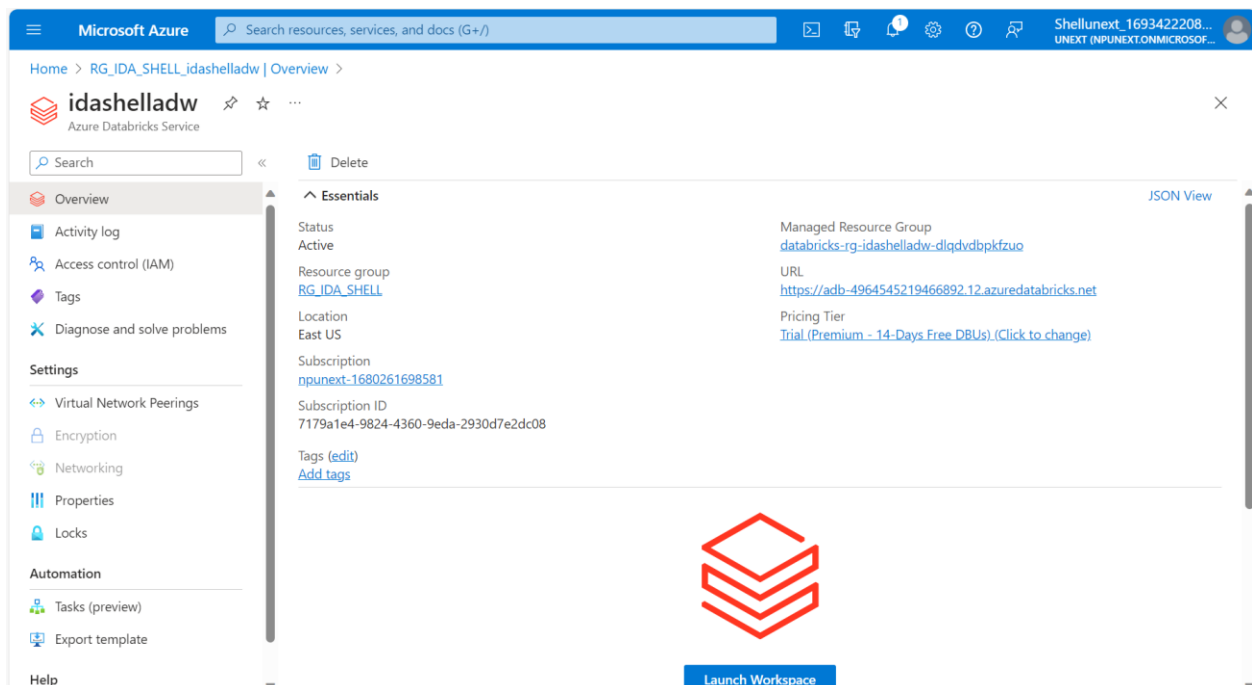 Microsoft Azure
Search resources, services, and docs (G+/)
1
Shellunext_1693422208...
UNEXT (NPUNEXT.ONMICROSOF...
Home > RG_IDA_SHELL_idashelladw | Overview >
idashelladw
...
Azure Databricks Service
Search
«
Delete
Overview
Activity log
Access control (IAM)
Tags
Diagnose and solve problems
Settings
Virtual Network Peerings
Encryption
Networking
Properties
Locks
Automation
Tasks (preview)
Export template
Help
Essentials
JSON View
Status
Active
Resource group
RG_IDA_SHELL
Location
East US
Subscription
npunext-1680261698581
Subscription ID
7179a1e4-9824-4360-9eda-2930d7e2dc08
Tags (edit)
Add tags
Managed Resource Group
databricks-rg-idashelladw-dlqdvdbpkfzuo
URL
https://adb-4964545219466892.12.azuredatabricks.net
Pricing Tier
Trial (Premium - 14-Days Free DBUs) (Click to change)
Launch Workspace